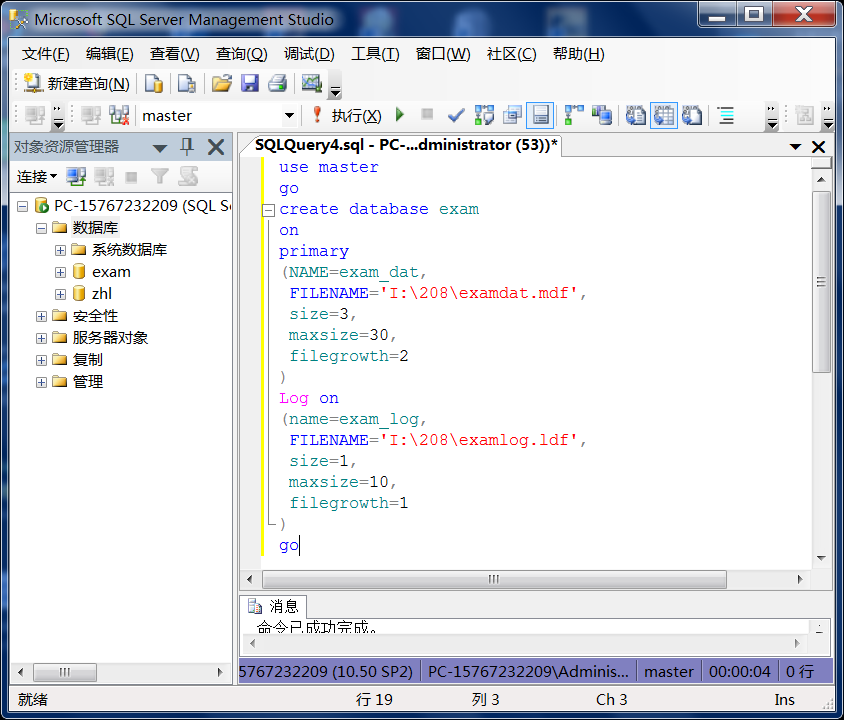 Microsoft SQL Server Management Studio
文件(F) 编辑(E) 查看(V) 查询(Q) 调试(D) 工具(T) 窗口(W) 社区(C) 帮助(H)
新建查询(N)
master 执行(X)
对象资源管理器
SQLQuery4.sql - PC-...dministrator (53))*
连接
PC-15767232209 (SQL Se
数据库
系统数据库
exam
zhl
安全性
服务器对象
复制
管理
use master
go
create database exam
on
primary
(NAME=exam_dat,
FILENAME='I:\208\examdat.mdf',
size=3,
maxsize=30,
filegrowth=2
)
Log on
(name=exam_log,
FILENAME='I:\208\examlog.ldf',
size=1,
maxsize=10,
filegrowth=1
)
go
消息
命令已成功完成。
5767232209 (10.50 SP2) PC-15767232209\Adminis... master 00:00:04 0 行
就绪 行 19 列 3 Ch 3 Ins